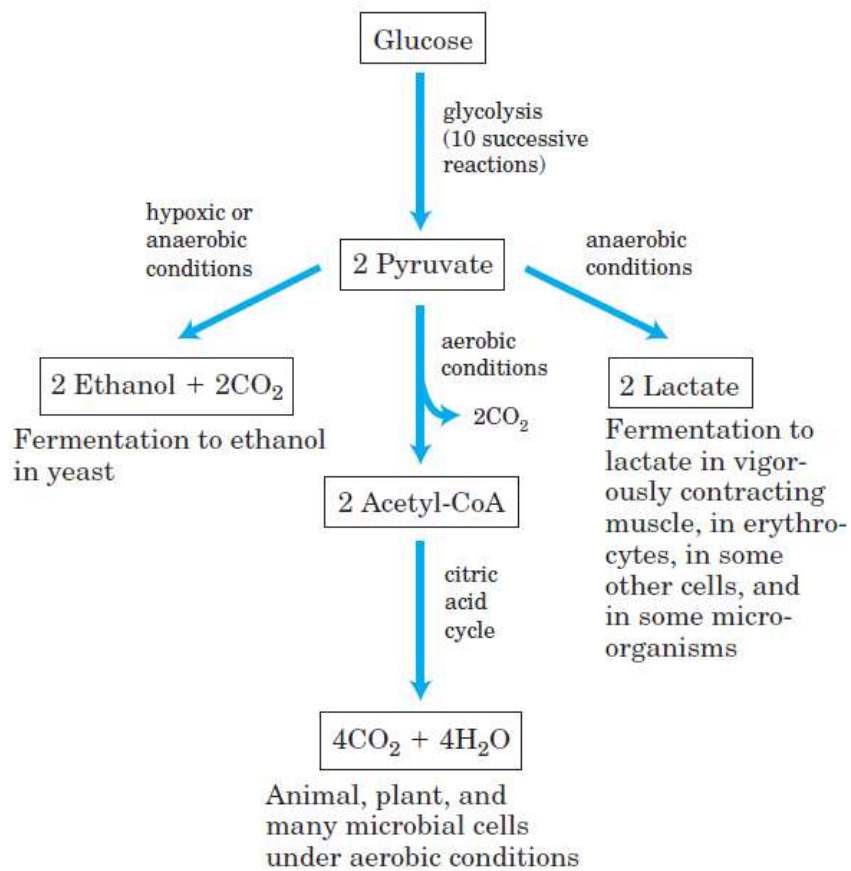 Glucose
glycolysis
(10 successive
reactions)
hypoxic or
anaerobic
conditions
2 Pyruvate
anaerobic
conditions
2 Ethanol + 2CO₂
Fermentation to ethanol
in yeast
aerobic
conditions
2CO₂
2 Lactate
Fermentation to
lactate in vigor-
ously contracting
muscle, in erythro-
cytes, in some
other cells, and
in some micro-
organisms
2 Acetyl-CoA
citric
acid
cycle
4CO₂ + 4H₂O
Animal, plant, and
many microbial cells
under aerobic conditions